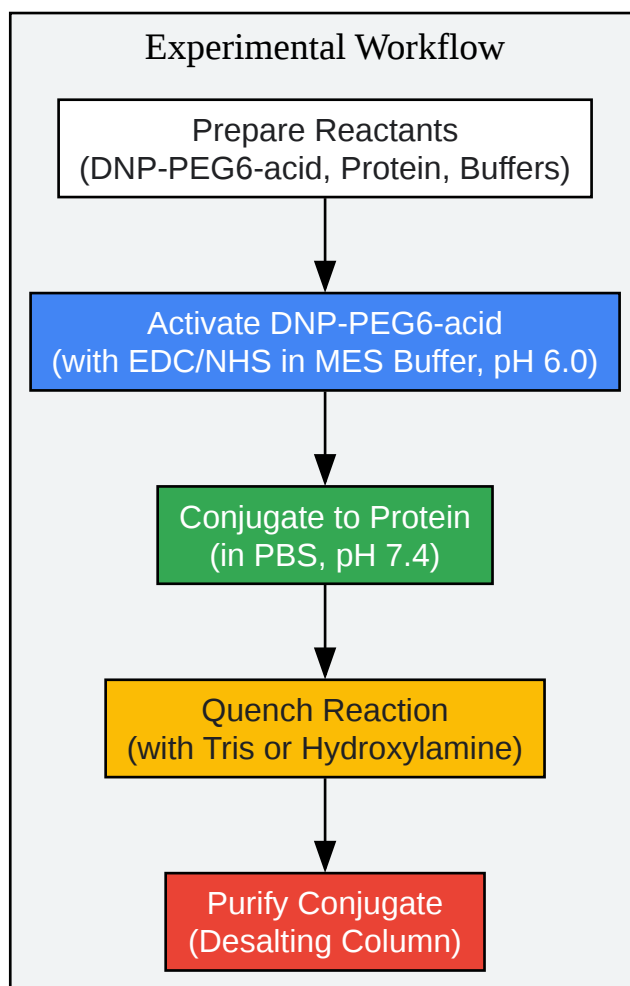 Experimental Workflow
Prepare Reactants
(DNP-PEG6-acid, Protein, Buffers)
Activate DNP-PEG6-acid
(with EDC/NHS in MES Buffer, pH 6.0)
Conjugate to Protein
(in PBS, pH 7.4)
Quench Reaction
(with Tris or Hydroxylamine)
Purify Conjugate
(Desalting Column)